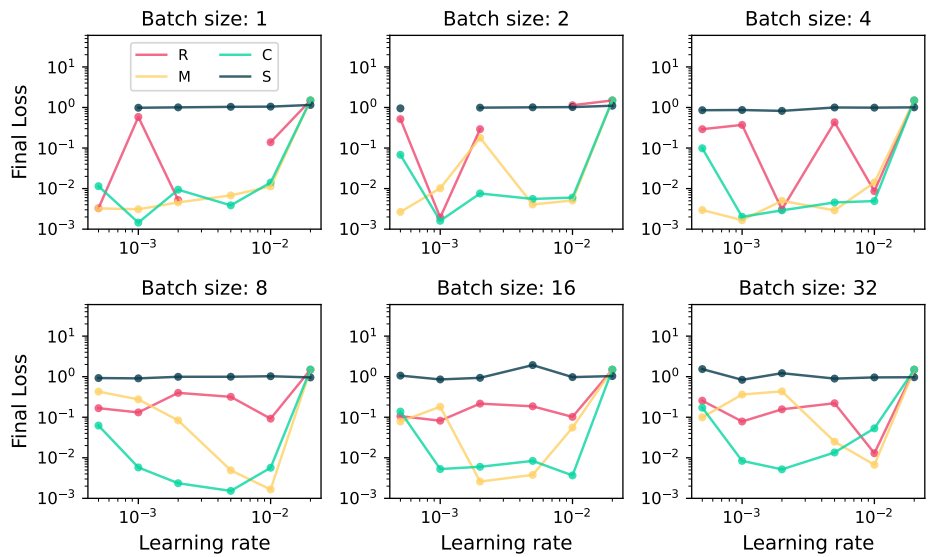 Batch size: 1
Batch size: 2
Batch size: 4
R
C
M
S
Final Loss
10¹
10⁰
10⁻¹
10⁻²
10⁻³
10⁻³
10⁻²
10¹
10⁰
10⁻¹
10⁻²
10⁻³
10⁻³
10⁻²
10¹
10⁰
10⁻¹
10⁻²
10⁻³
10⁻³
10⁻²
Batch size: 8
Batch size: 16
Batch size: 32
Final Loss
10¹
10⁰
10⁻¹
10⁻²
10⁻³
10⁻³
10⁻²
Learning rate
10¹
10⁰
10⁻¹
10⁻²
10⁻³
10⁻³
10⁻²
Learning rate
10¹
10⁰
10⁻¹
10⁻²
10⁻³
10⁻³
10⁻²
Learning rate